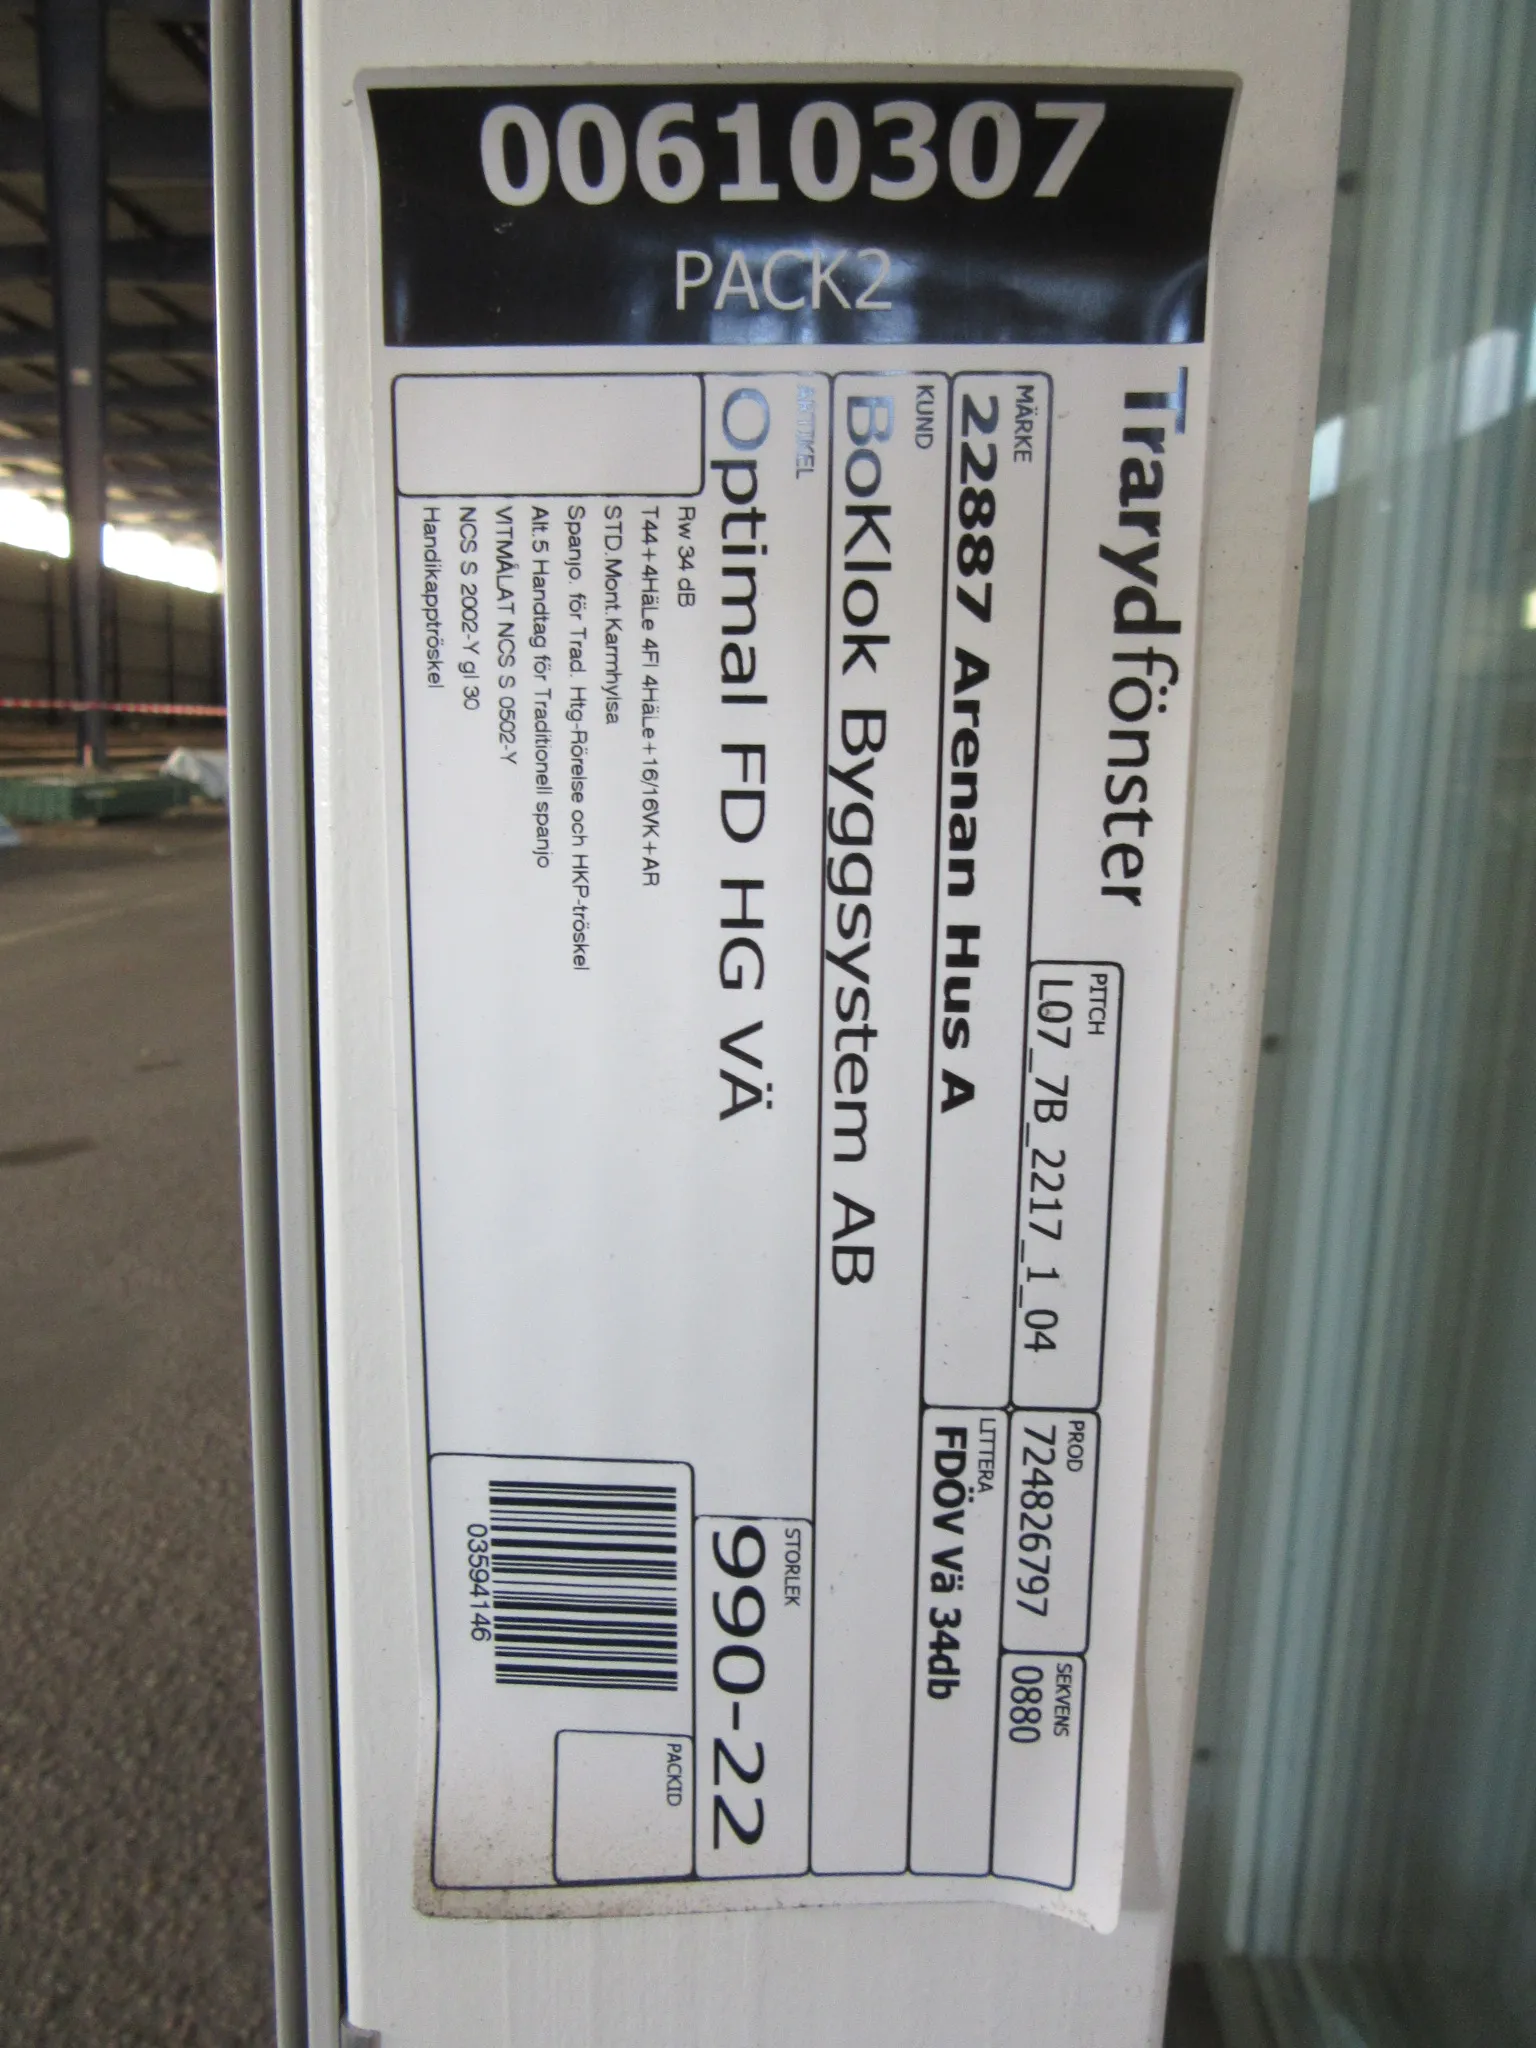 00610307
PACK2
Traryd fönster
PITCH
L07_7B_2217_1_04
PROD
724826797
SEKVENS
0880
MÄRKE
22887 Arenan Hus A
LITTERA
FDÖV Vä 34db
KUND
BoKlok Byggsystem AB
ARTIKEL
Optimal FD HG VÄ
STORLEK
990-22
Rw 34 dB
T44+4HäLe 4Fl 4HäLe+16/16VK+AR
STD.Mont.Karmhylsa
Spanjo. för Trad. Htg-Rörelse och HKP-tröskel
Alt.5 Handtag för Traditionell spanjo
VITMÅLAT NCS S 0502-Y
NCS S 2002-Y gl 30
Handikapptröskel
03594146
PACKID